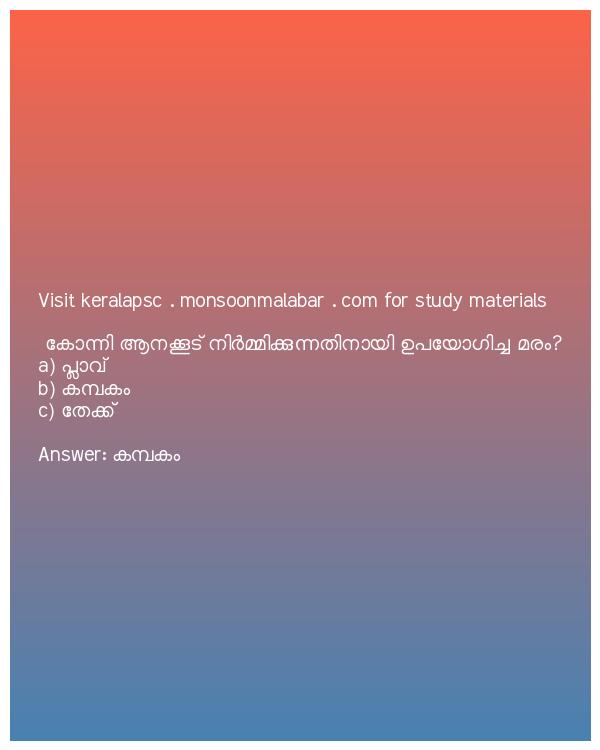 Visit keralapsc . monsoonmalabar . com for study materials
കോന്നി ആനക്കൂട് നിർമ്മിക്കുന്നതിനായി ഉപയോഗിച്ച മരം?
a) പ്ലാവ്
b) കമ്പകം
c) തേക്ക്
Answer: കമ്പകം